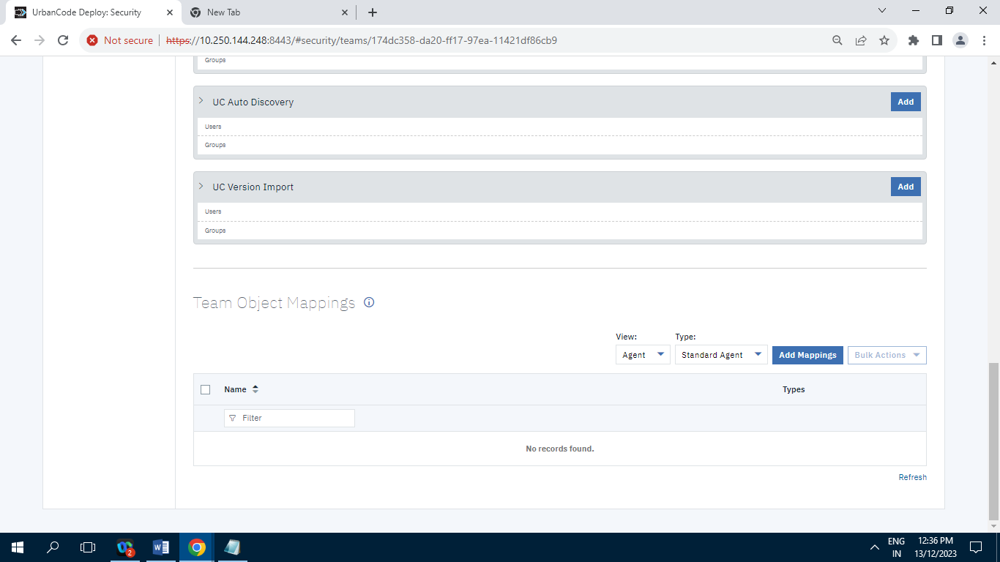 UrbanCode Deploy: Security
New Tab
Not secure
https://10.250.144.248:8443/#security/teams/174dc358-da20-ff17-97ea-11421df86cb9
Groups
UC Auto Discovery
Add
Users
Groups
UC Version Import
Add
Users
Groups
Team Object Mappings
View:
Type:
Agent
Standard Agent
Add Mappings
Bulk Actions
Name
Types
Filter
No records found.
Refresh
2
ENG
IN
12:36 PM
13/12/2023